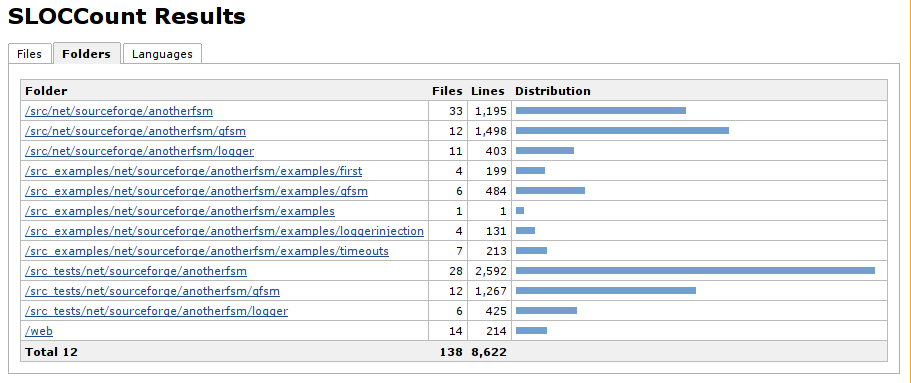 SLOCCount Results
Files Folders Languages
Folder Files Lines Distribution
/src/net/sourceforge/anotherfsm 33 1,195
/src/net/sourceforge/anotherfsm/qfsm 12 1,498
/src/net/sourceforge/anotherfsm/logger 11 403
/src_examples/net/sourceforge/anotherfsm/examples/first 4 199
/src_examples/net/sourceforge/anotherfsm/examples/qfsm 6 484
/src_examples/net/sourceforge/anotherfsm/examples 1 1
/src_examples/net/sourceforge/anotherfsm/examples/loggerinjection 4 131
/src_examples/net/sourceforge/anotherfsm/examples/timeouts 7 213
/src_tests/net/sourceforge/anotherfsm 28 2,592
/src_tests/net/sourceforge/anotherfsm/qfsm 12 1,267
/src_tests/net/sourceforge/anotherfsm/logger 6 425
/web 14 214
Total 12 138 8,622